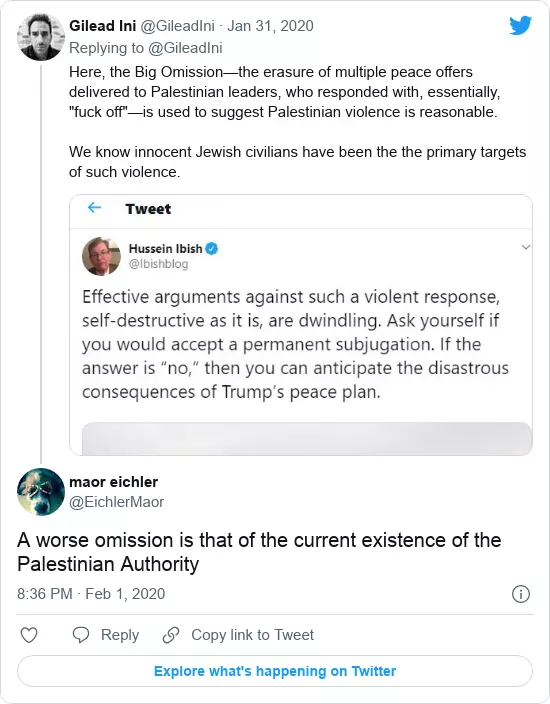 Gilead Ini @GileadIni · Jan 31, 2020
Replying to @GileadIni
Here, the Big Omission—the erasure of multiple peace offers
delivered to Palestinian leaders, who responded with, essentially,
"fuck off"—is used to suggest Palestinian violence is reasonable.
We know innocent Jewish civilians have been the the primary targets
of such violence.
Tweet
Hussein Ibish
@Ibishblog
Effective arguments against such a violent response,
self-destructive as it is, are dwindling. Ask yourself if
you would accept a permanent subjugation. If the
answer is “no,” then you can anticipate the disastrous
consequences of Trump’s peace plan.
maor eichler
@EichlerMaor
A worse omission is that of the current existence of the
Palestinian Authority
8:36 PM · Feb 1, 2020
Reply
Copy link to Tweet
Explore what's happening on Twitter